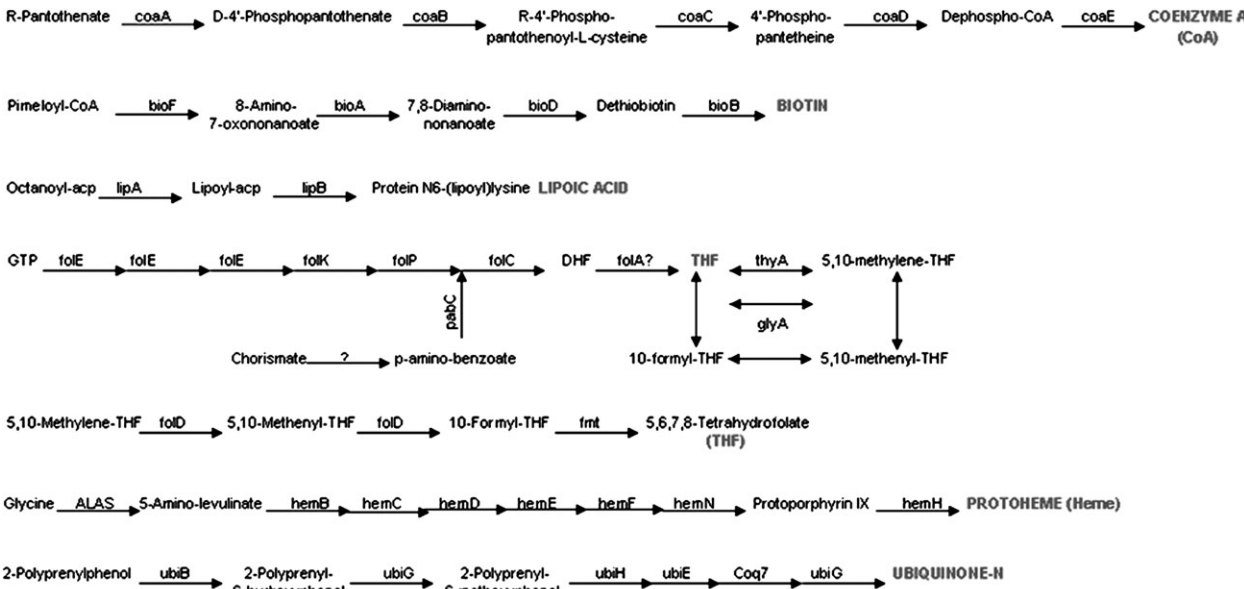 R-Pantothenate coaA D-4'-Phosphopantothenate coaB R-4'-Phospho- coaC 4'-Phospho- coaD Dephospho-CoA coaE COENZYME A
pantothenoyl-L-cysteine pantetheine (CoA)
Pimeloyl-CoA bioF 8-Amino- bioA 7,8-Diamino- bioD Dethiobiotin bioB BIOTIN
7-oxononanoate nonanoate
Octanoyl-acp lipA Lipoyl-acp lipB Protein N6-(lipoyl)lysine LIPOIC ACID
GTP folE folE folE folK folP folC DHF folA? THF thyA 5,10-methylene-THF
pabC
glyA
Chorismate ? p-amino-benzoate 10-formyl-THF 5,10-methenyl-THF
5,10-Methylene-THF folD 5,10-Methenyl-THF folD 10-Formyl-THF fmt 5,6,7,8-Tetrahydrofolate
(THF)
Glycine ALAS 5-Amino-levulinate hemB hemC hemD hemE hemF hemN Protoporphyrin IX hemH PROTOHEME (Heme)
2-Polyprenylphenol ubiB 2-Polyprenyl- ubiG 2-Polyprenyl- ubiH ubiE Coq7 ubiG UBIQUINONE-N